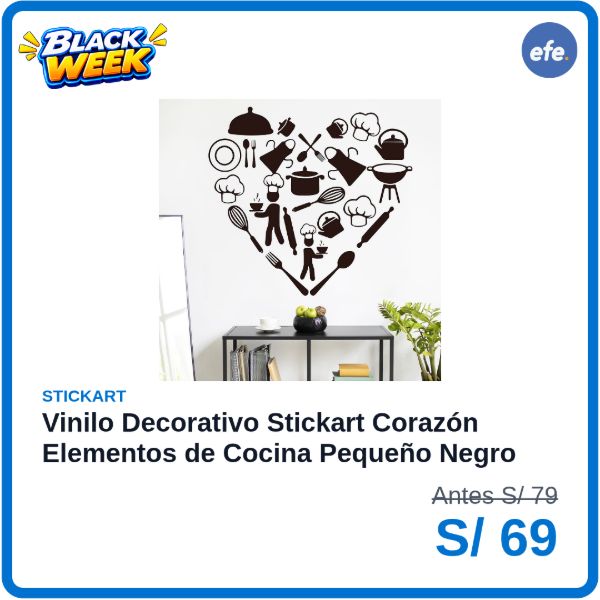 BLACK
WEEK
efe.
STICKART
Vinilo Decorativo Stickart Corazón
Elementos de Cocina Pequeño Negro
Antes S/ 79
S/ 69